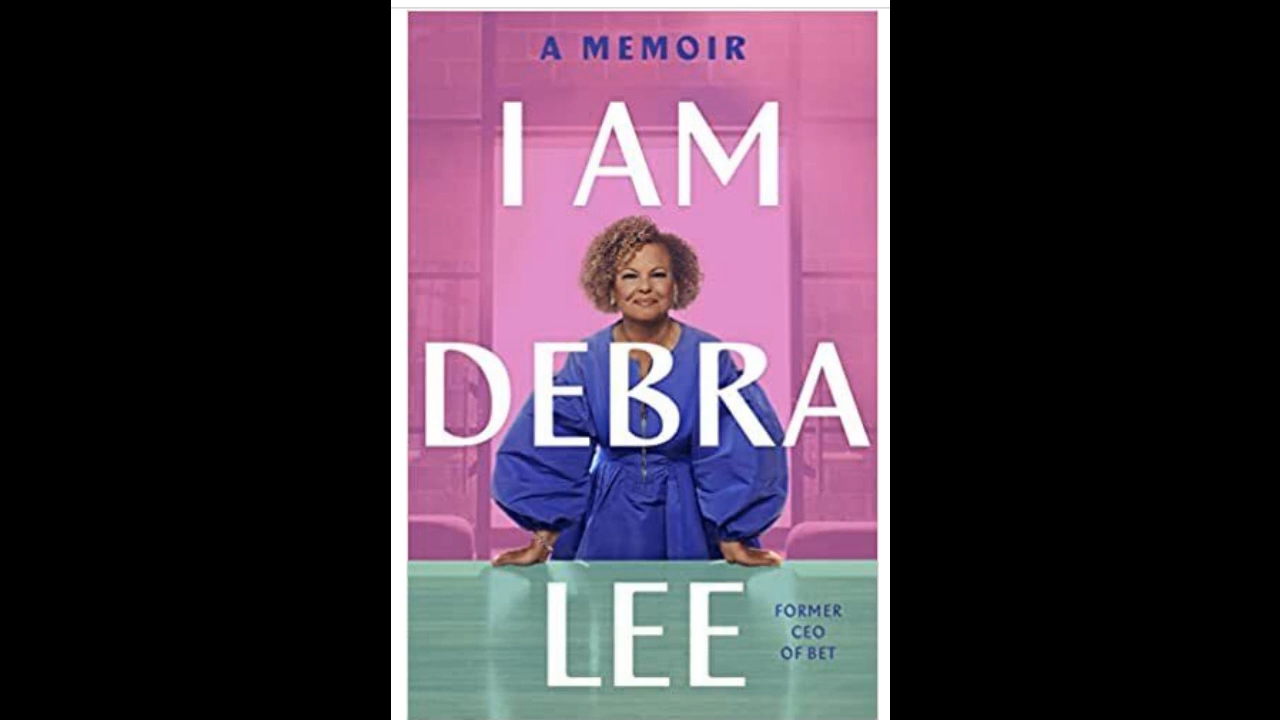 A MEMOIR
I AM
DEBRA
LEE
FORMER
CEO
OF BET